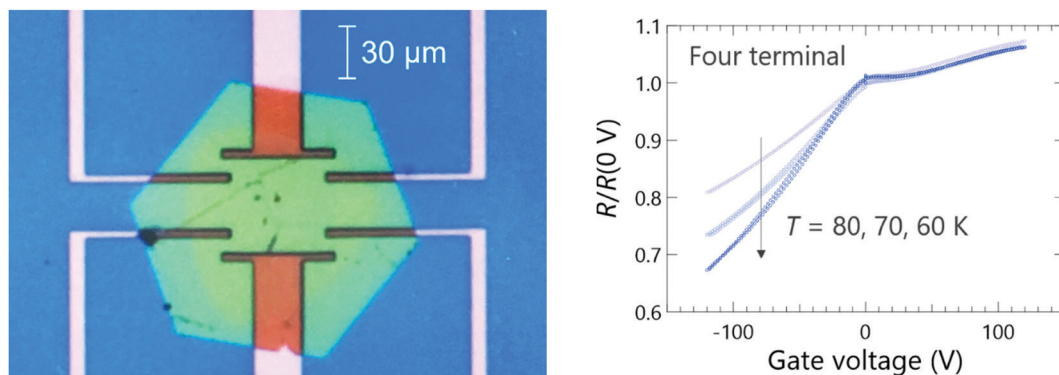 30 µm
Four terminal
T = 80, 70, 60 K
R/R(0 V)
1.1
1.0
0.9
0.8
0.7
0.6
-100
0
100
Gate voltage (V)